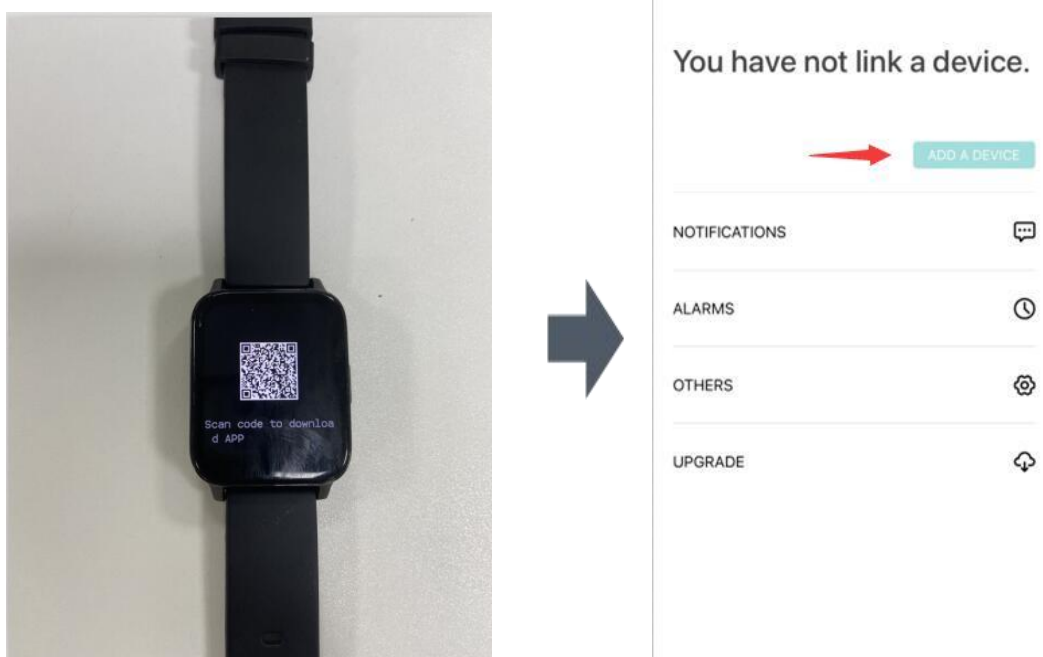 Scan code to downloa
d APP
You have not link a device.
ADD A DEVICE
NOTIFICATIONS
ALARMS
OTHERS
UPGRADE